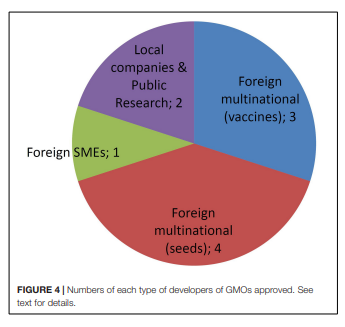 Local
companies &
Public
Research; 2
Foreign
multinational
(vaccines); 3
Foreign SMEs; 1
Foreign
multinational
(seeds); 4
FIGURE 4 | Numbers of each type of developers of GMOs approved. See
text for details.